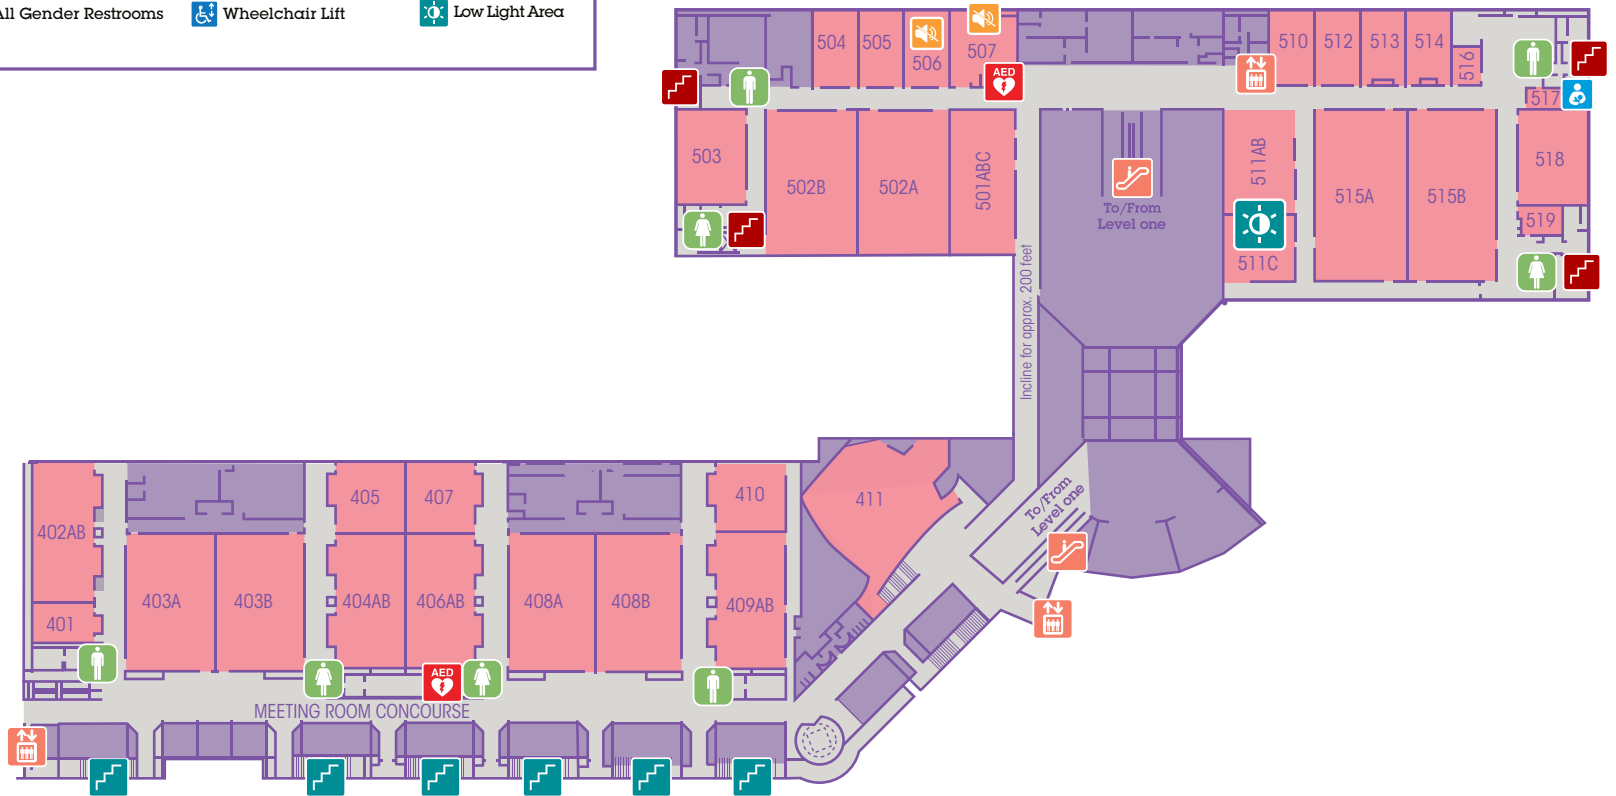 All Gender Restrooms
Wheelchair Lift
Low Light Area
504
505
506
507
510
512
513
514
516
AED
517
503
502B
502A
501ABC
To/From
Level one
511AB
511C
515A
515B
518
519
Incline for approx. 200 feet
402AB
401
403A
403B
405
407
404AB
406AB
408A
408B
410
409AB
411
To/From
Level one
AED
MEETING ROOM CONCOURSE